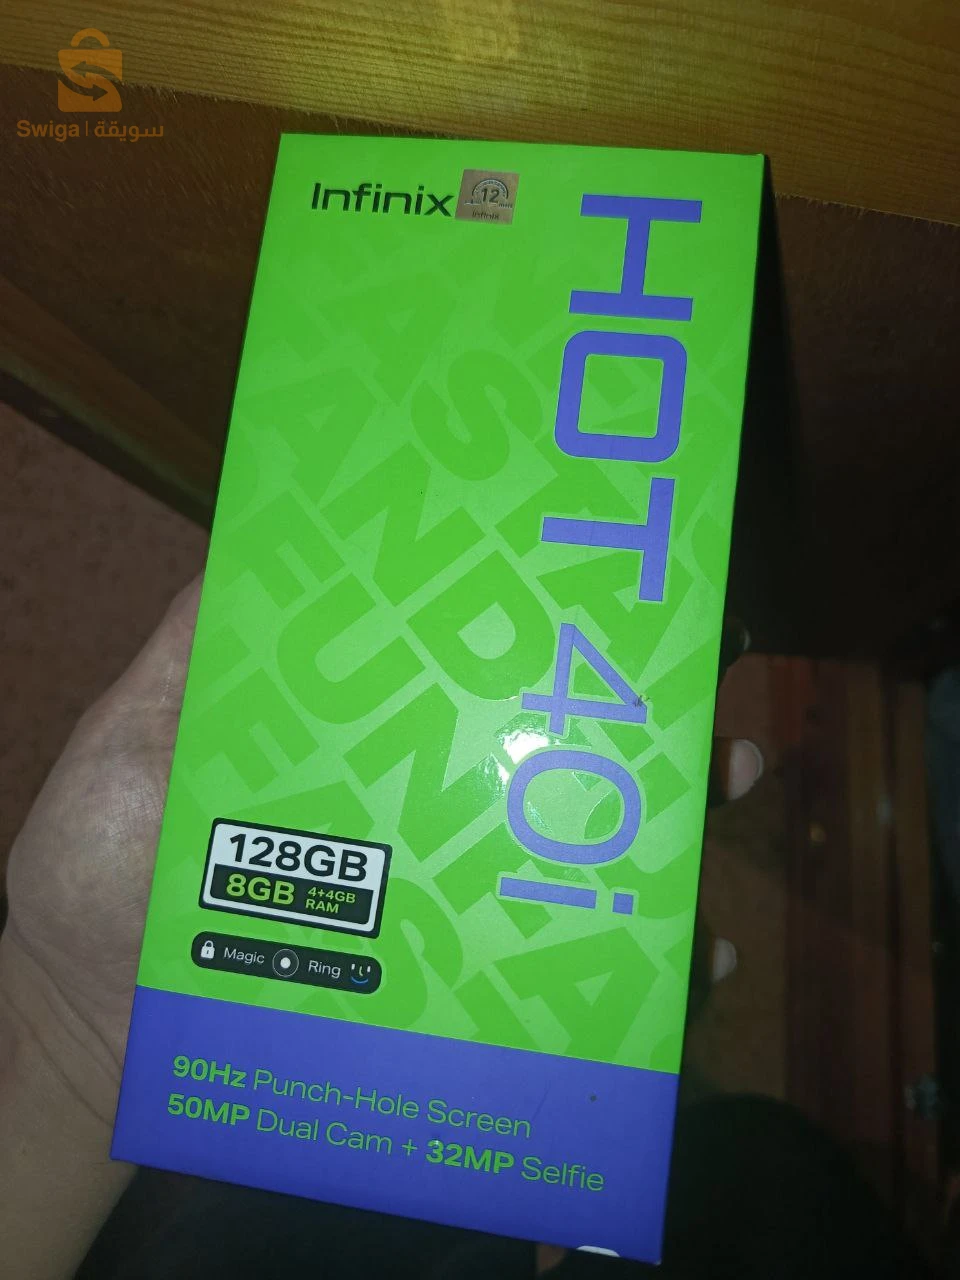 Swiga | سويقة
Infinix
12
Infinix
HOT 40i
128GB
8GB 4+4GB RAM
Magic Ring
90Hz Punch-Hole Screen
50MP Dual Cam + 32MP Selfie